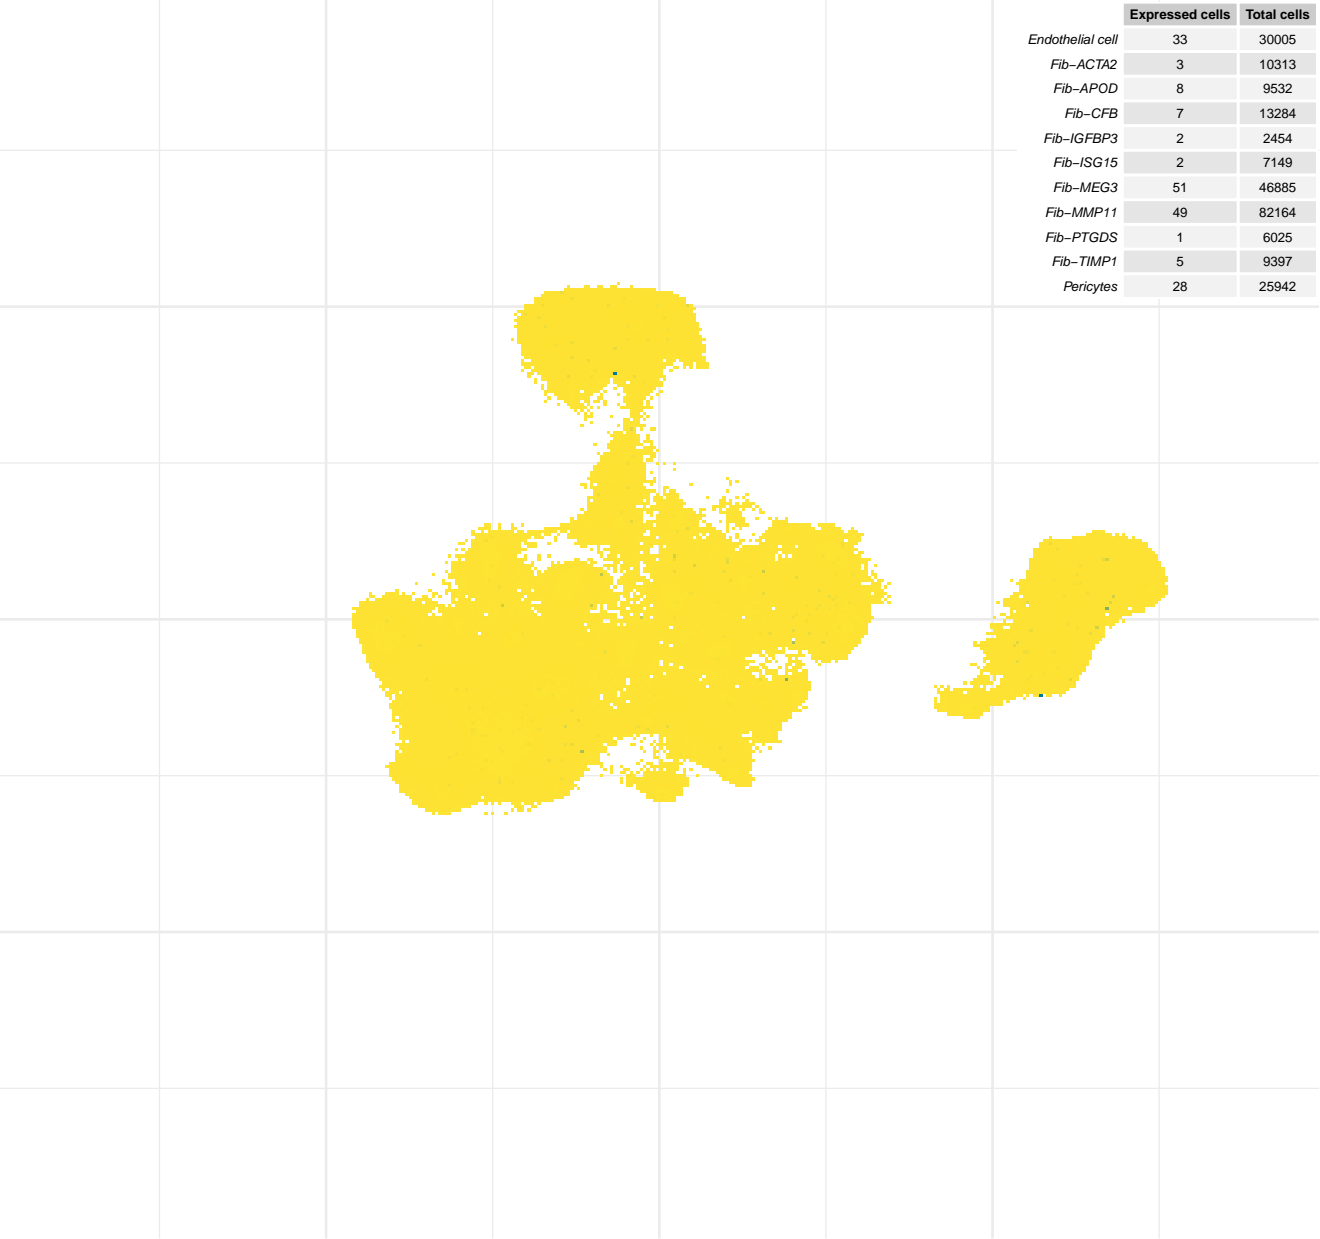 Expressed cells Total cells
Endothelial cell 33 30005
Fib−ACTA2 3 10313
Fib−APOD 8 9532
Fib−CFB 7 13284
Fib−IGFBP3 2 2454
Fib−ISG15 2 7149
Fib−MEG3 51 46885
Fib−MMP11 49 82164
Fib−PTGDS 1 6025
Fib−TIMP1 5 9397
Pericytes 28 25942